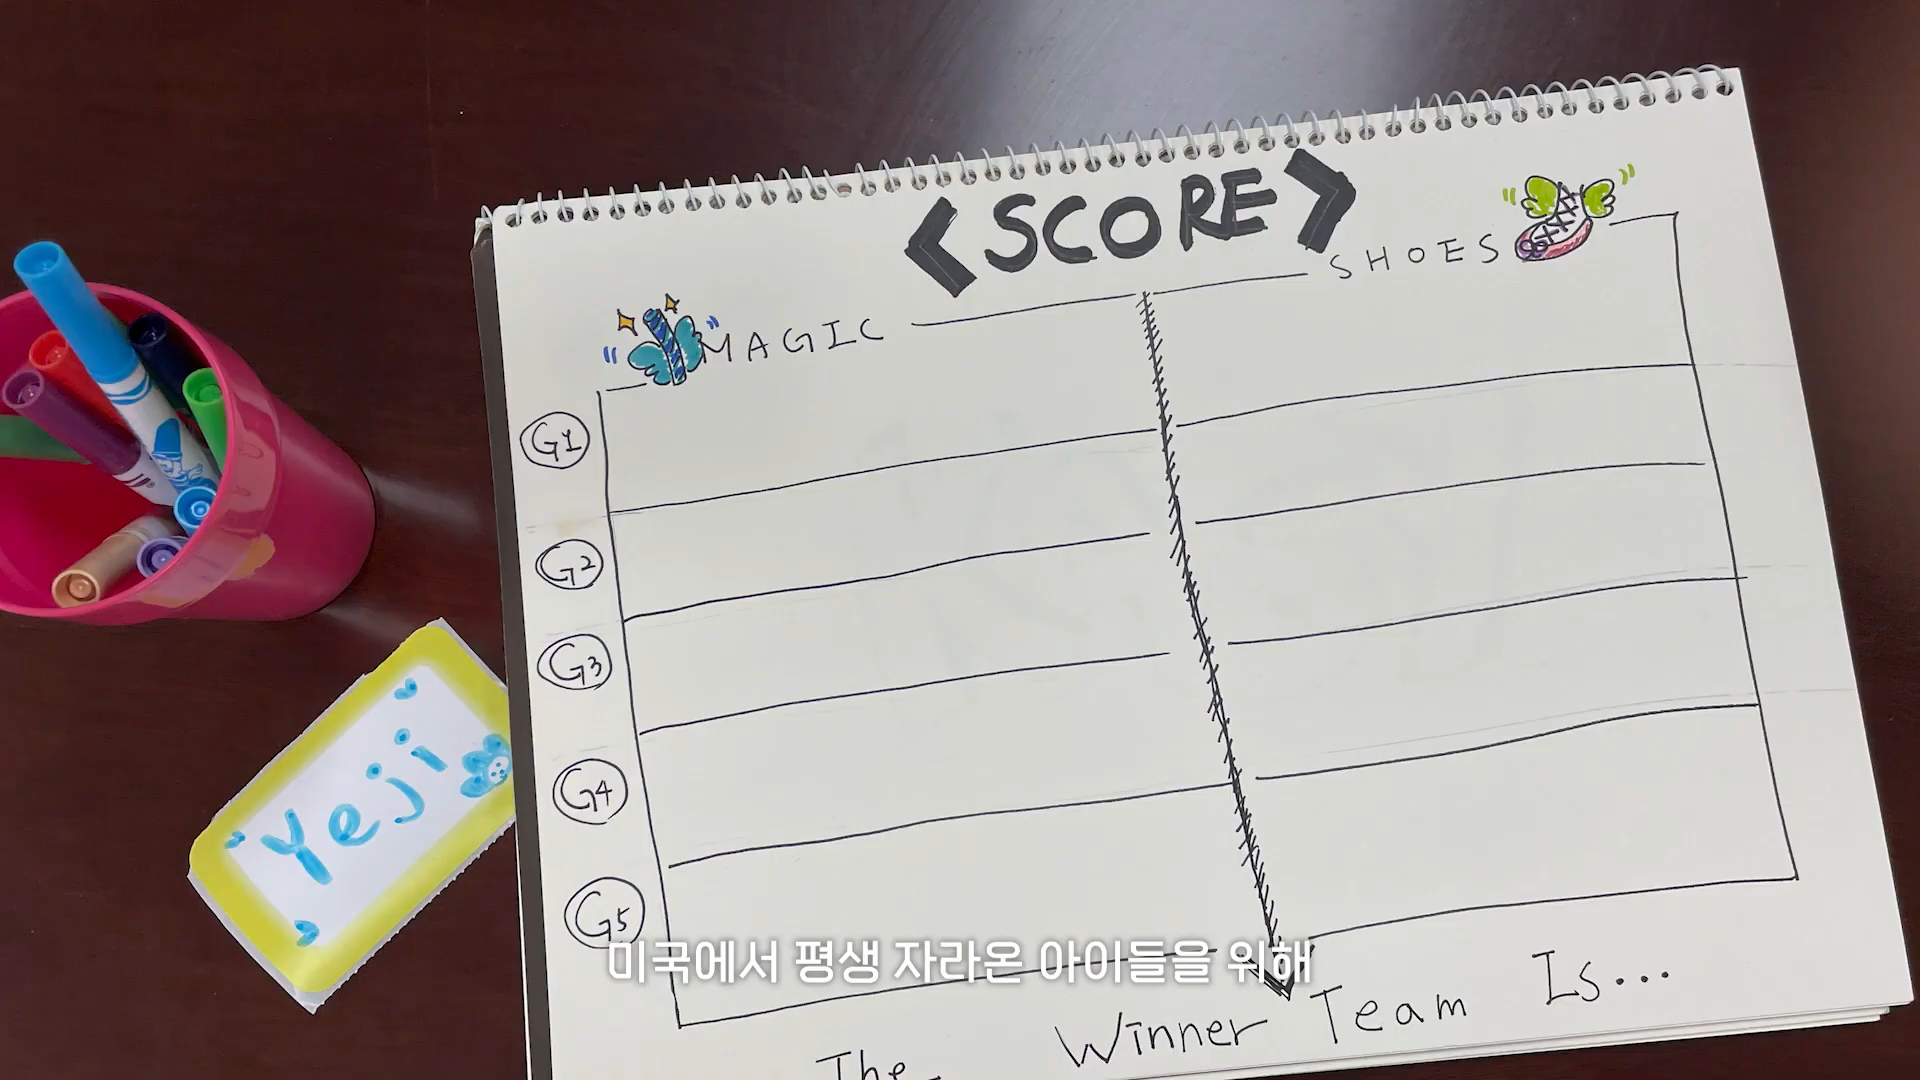 <SCORE>
MAGIC
SHOES
G1
G2
G3
G4
G5
Yeji
The Winner Team Is...
미국에서 평생 자라온 아이들을 위해